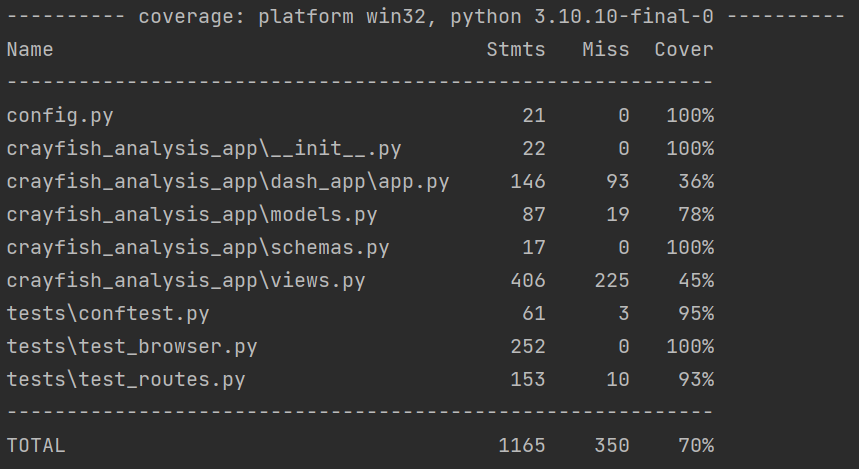 ---------- coverage: platform win32, python 3.10.10-final-0 ----------
Name                                    Stmts   Miss  Cover
-----------------------------------------------------------
config.py                                  21      0   100%
crayfish_analysis_app\__init__.py          22      0   100%
crayfish_analysis_app\dash_app\app.py     146     93    36%
crayfish_analysis_app\models.py            87     19    78%
crayfish_analysis_app\schemas.py           17      0   100%
crayfish_analysis_app\views.py            406    225    45%
tests\conftest.py                          61      3    95%
tests\test_browser.py                     252      0   100%
tests\test_routes.py                      153     10    93%
-----------------------------------------------------------
TOTAL                                    1165    350    70%